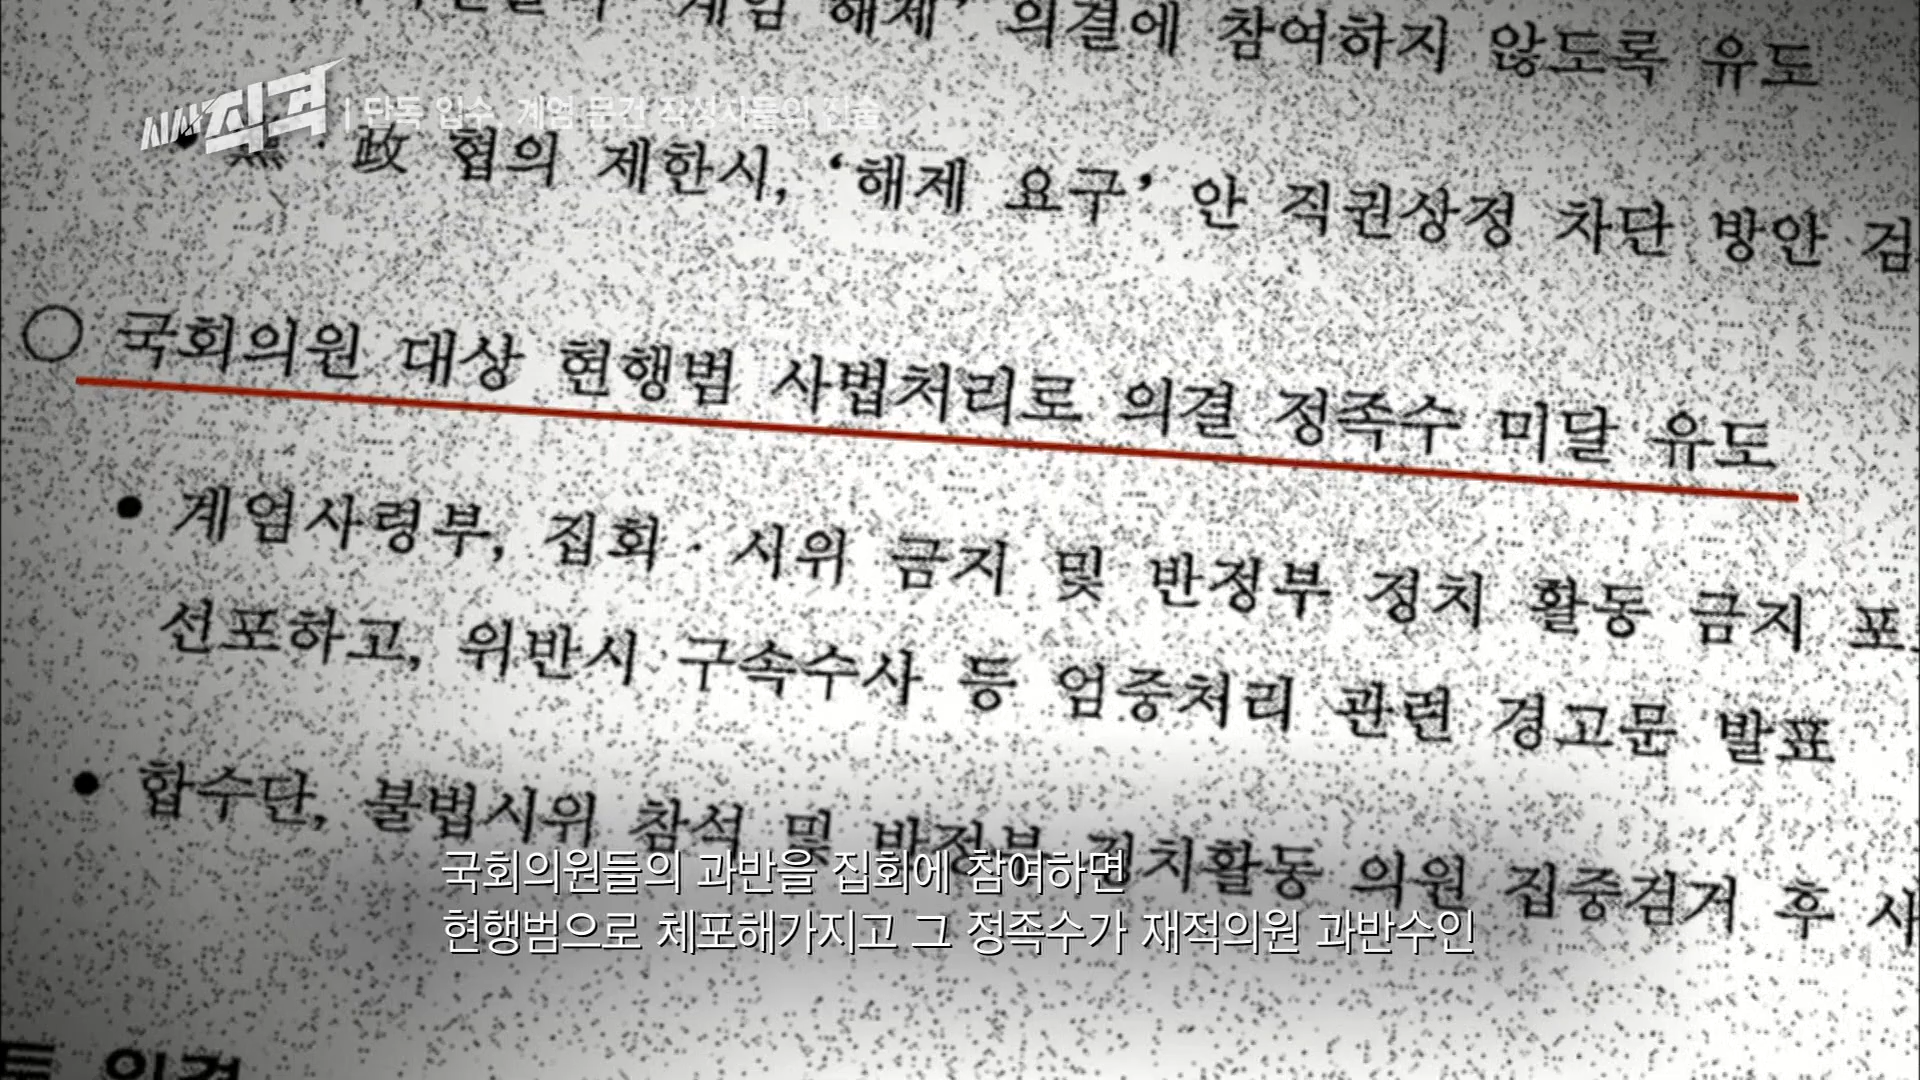 계엄 해제' 의결에 참여하지 않도록 유도
시사직격 | 단독 입수, 계엄 문건 작성자들의 진술
政 협의 제한시, '해제 요구' 안 직권상정 차단 방안 검
○ 국회의원 대상 현행범 사법처리로 의결 정족수 미달 유도
• 계엄사령부, 집회·시위 금지 및 반정부 정치 활동 금지 포
선포하고, 위반시 구속수사 등 엄중처리 관련 경고문 발표
• 합수단, 불법시위 참석 및 반정부 정치활동 의원 집중검거 후 사
국회의원들의 과반을 집회에 참여하면
현행범으로 체포해가지고 그 정족수가 재적의원 과반수인